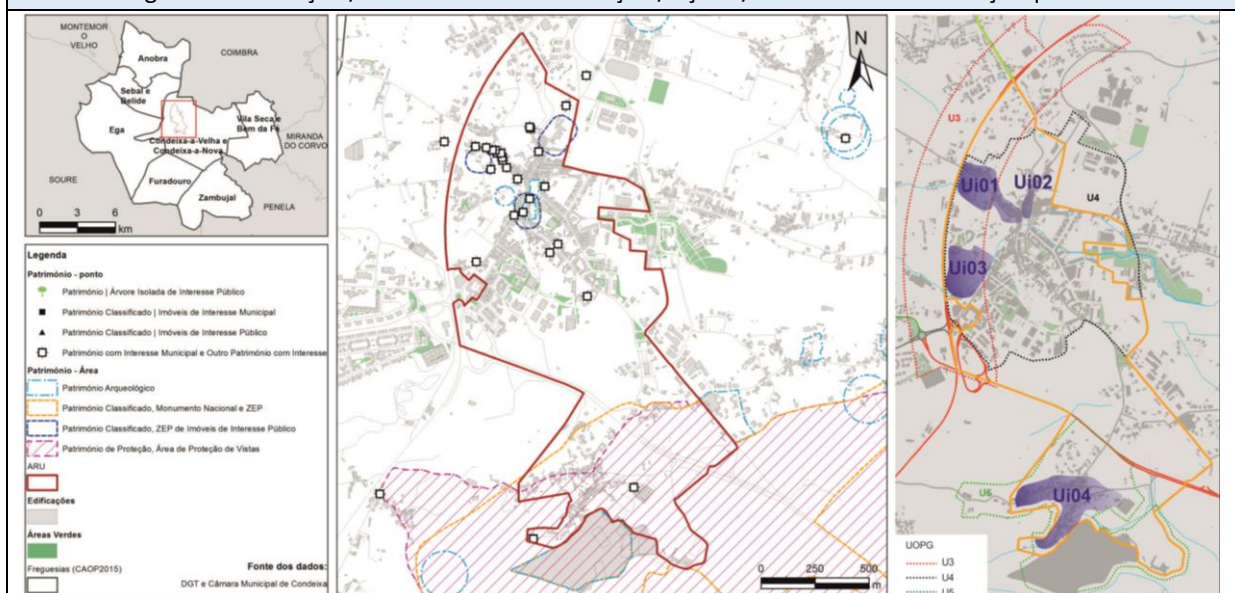 MONTEMOR
O
VELHO
COIMBRA
Anobra
Sebal e
Belide
Ega
Vila Seca e
Bem da Fé
Condeixa-a-Velha e
Condeixa-a-Nova
MIRANDA
DO CORVO
Furadouro
SOURE
Zambujal
PENELA
0 3 6
km
Legenda
Património - ponto
Património | Árvore Isolada de Interesse Público
Património Classificado | Imóveis de Interesse Municipal
Património Classificado | Imóveis de Interesse Público
Património com Interesse Municipal e Outro Património com Interesse
Património - Área
Património Arqueológico
Património Classificado, Monumento Nacional e ZEP
Património Classificado, ZEP de Imóveis de Interesse Público
Património de Proteção, Área de Proteção de Vistas
ARU
Edificações
Áreas Verdes
Freguesias (CAOP2015)
Fonte dos dados:
DGT e Câmara Municipal de Condeixa
N
0 250 500
m
U3
Ui01
Ui02
U4
Ui03
U5
Ui04
UOPG
U3
U4
U5